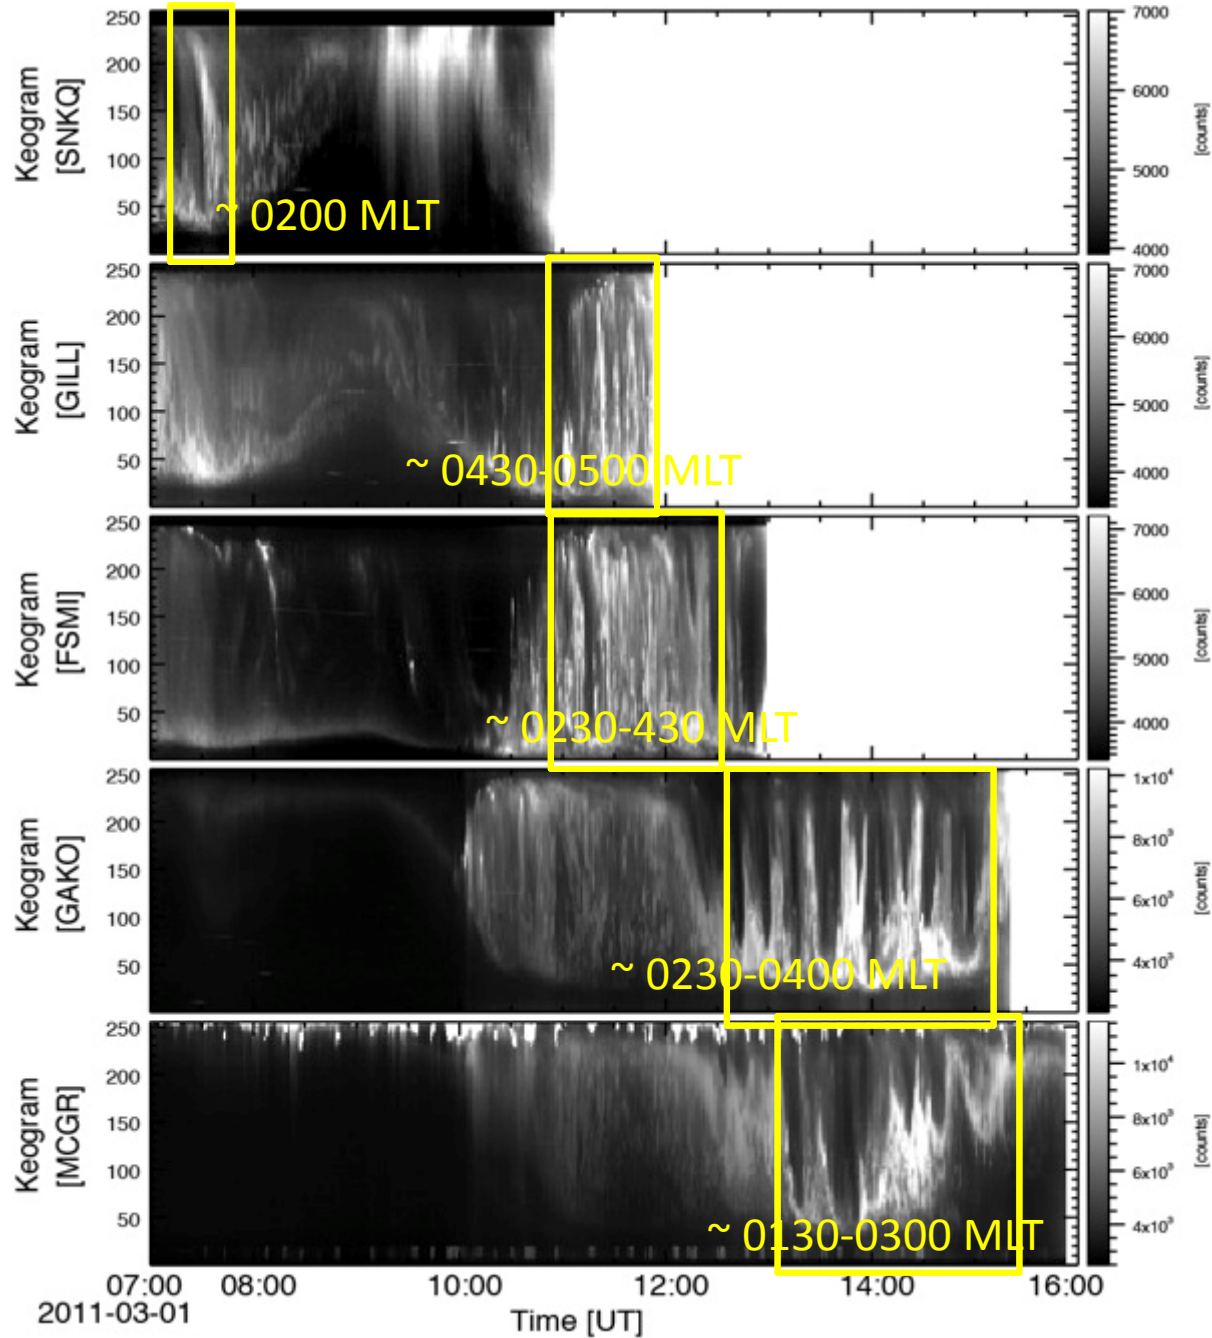 250
200
150
100
50
Keogram
[SNKQ]
~ 0200 MLT
7000
6000
5000
4000
[counts]
250
200
150
100
50
Keogram
[GILL]
~ 0430-0500 MLT
7000
6000
5000
4000
[counts]
250
200
150
100
50
Keogram
[FSMI]
~ 0230-430 MLT
7000
6000
5000
4000
[counts]
250
200
150
100
50
Keogram
[GAKO]
~ 0230-0400 MLT
1x10⁴
8x10³
6x10³
4x10³
[counts]
250
200
150
100
50
Keogram
[MCGR]
~ 0130-0300 MLT
1x10⁴
8x10³
6x10³
4x10³
[counts]
07:00 08:00 10:00 12:00 14:00 16:00
2011-03-01
Time [UT]